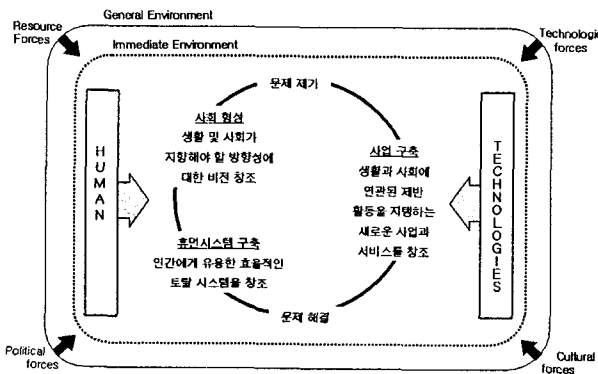 General Environment
Resource
Forces
Technologic
forces
Immediate Environment
문제 제기
HUMAN
사회 형성
생활 및 사회가
지향해야 할 방향성에
대한 비전 창조
사업 구축
생활과 사회에
연관된 제반
활동을 지탱하는
새로운 사업과
서비스를 창조
TECHNOLOGIES
휴먼시스템 구축
인간에게 유용한 효율적인
토탈 시스템을 창조
문제 해결
Political
forces
Cultural
forces